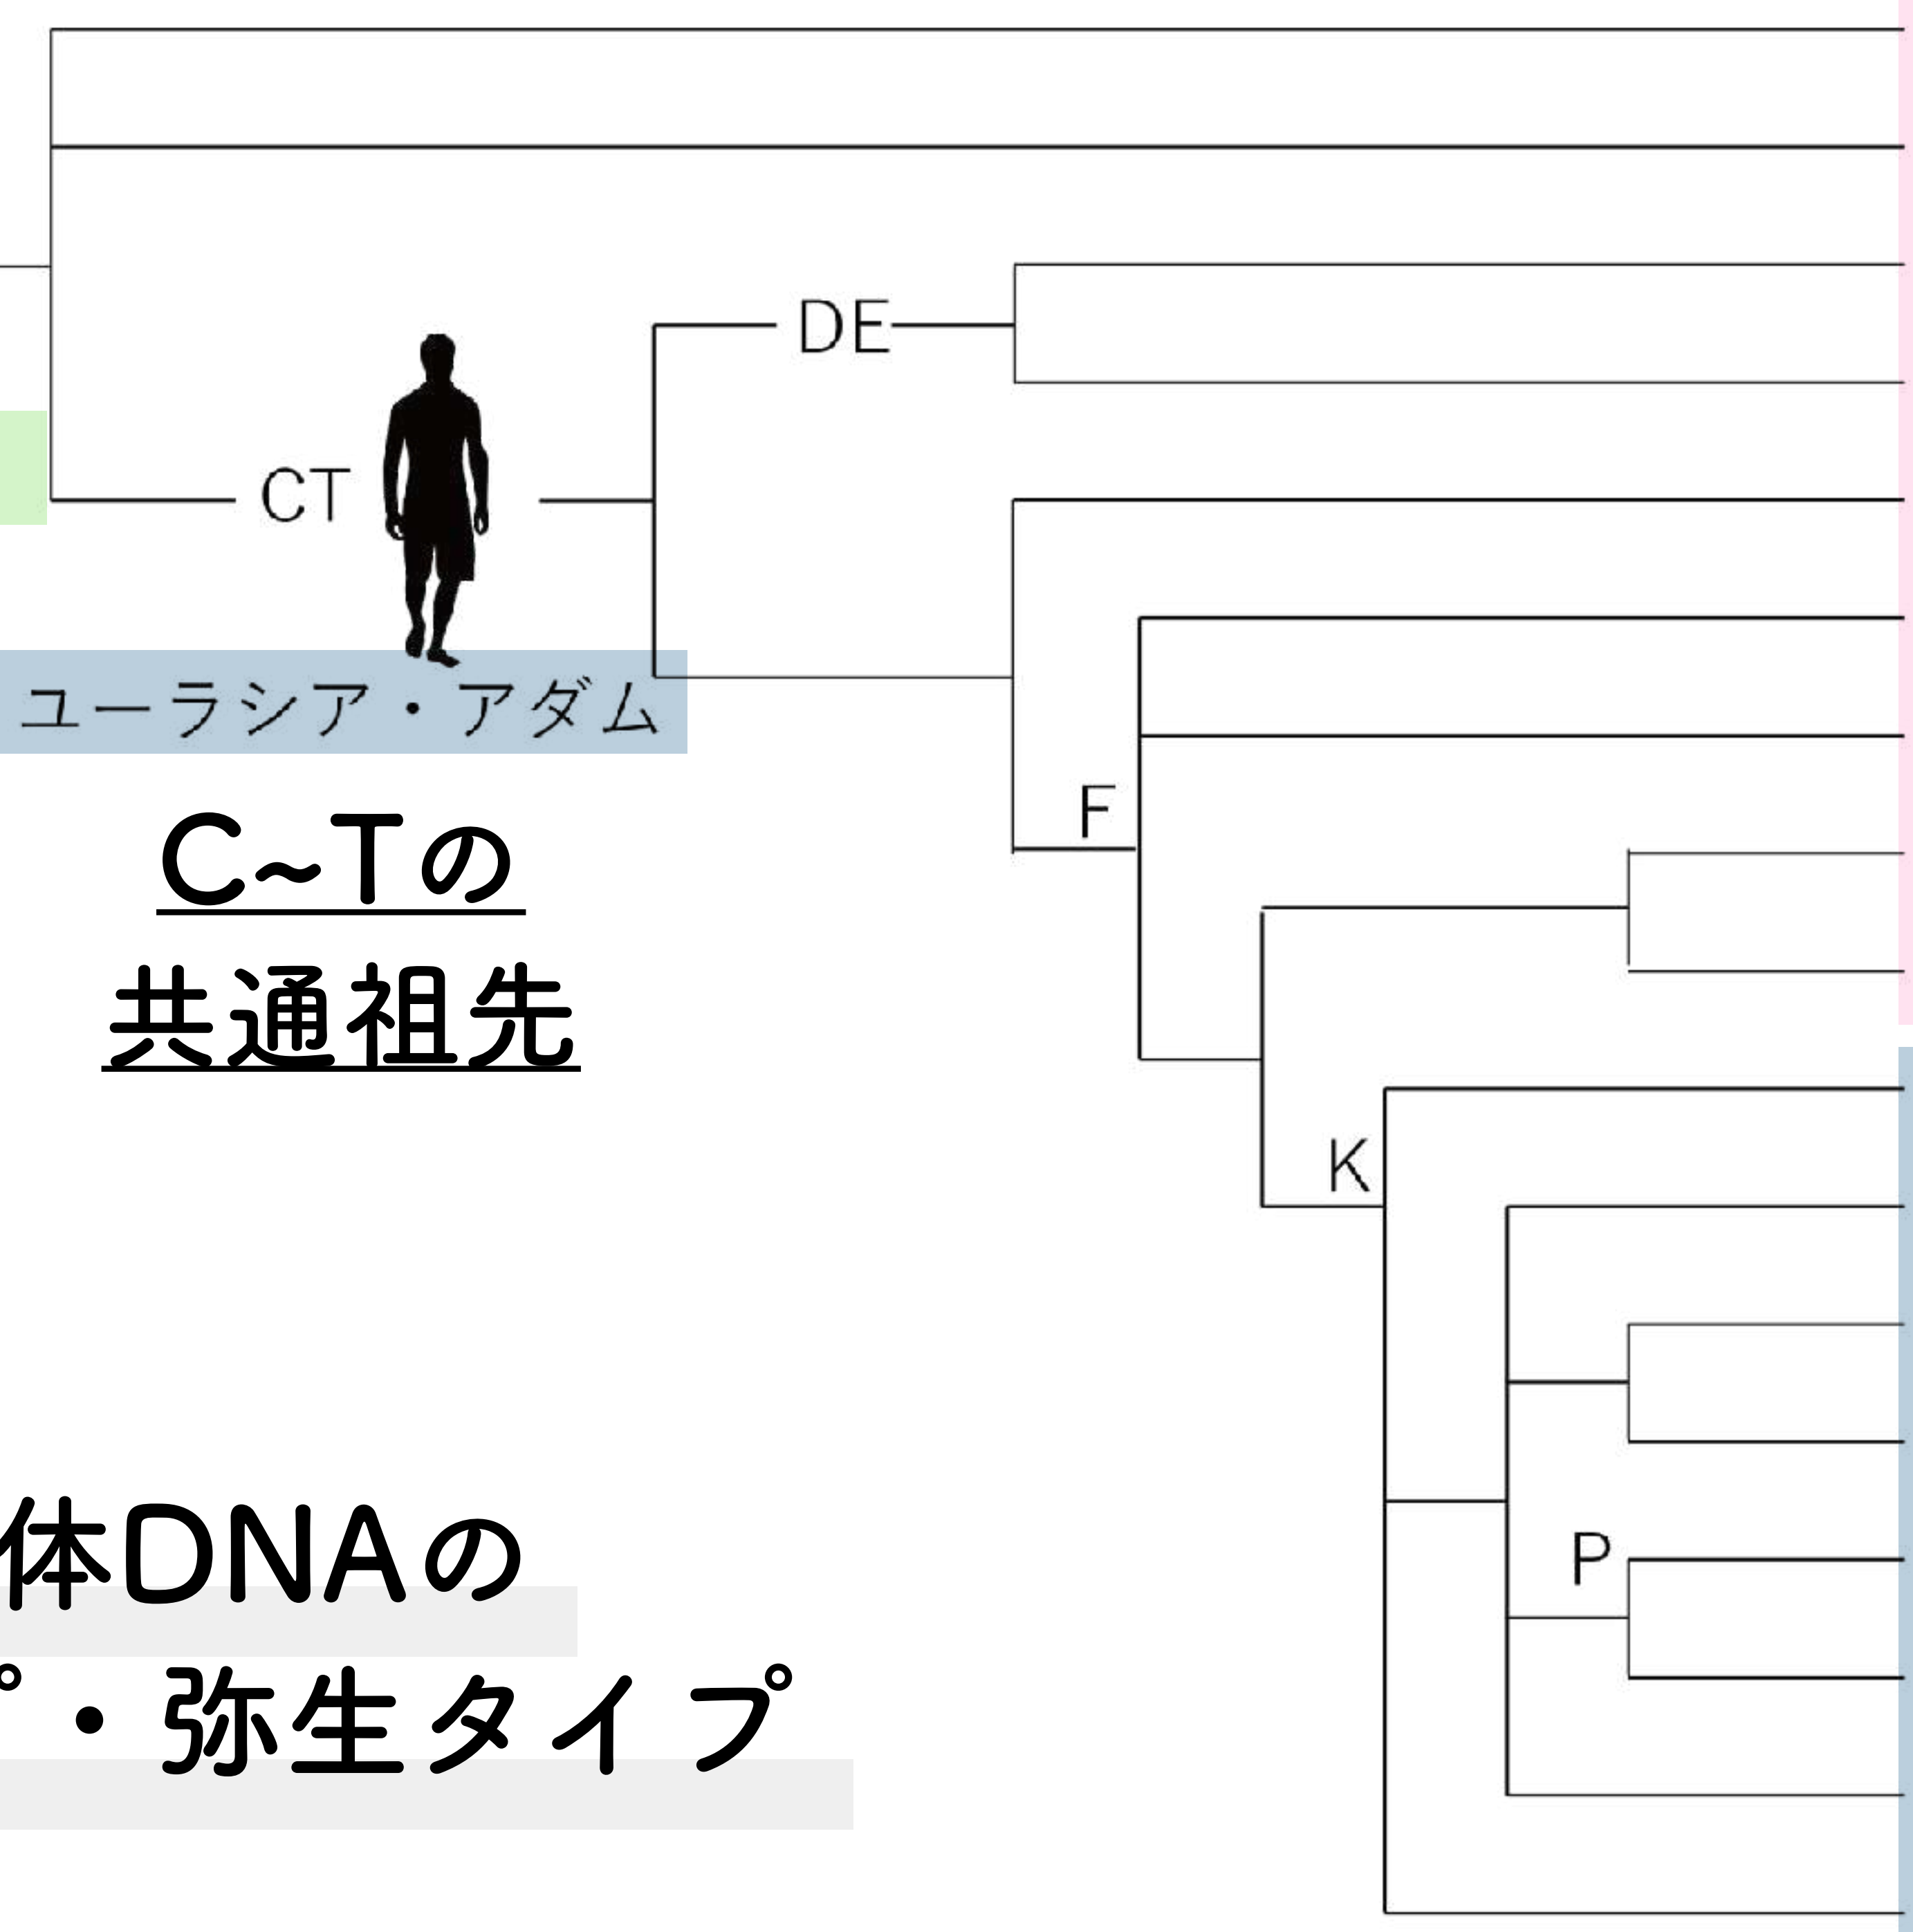 DE
CT
ユーラシア・アダム
F
C~Tの
共通祖先
K
体DNAの
P
・弥生タイプ